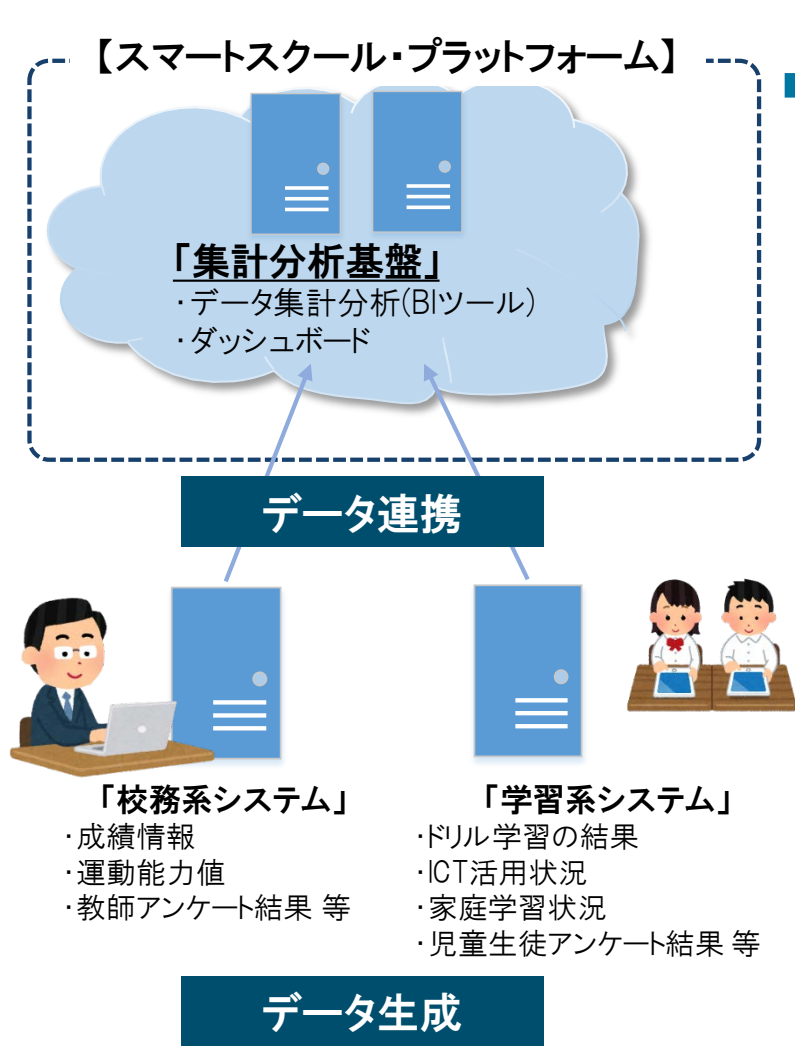 【スマートスクール・プラットフォーム】
「集計分析基盤」
・データ集計分析(BIツール)
・ダッシュボード
データ連携
「校務系システム」
・成績情報
・運動能力値
・教師アンケート結果 等
「学習系システム」
・ドリル学習の結果
・ICT活用状況
・家庭学習状況
・児童生徒アンケート結果 等
データ生成